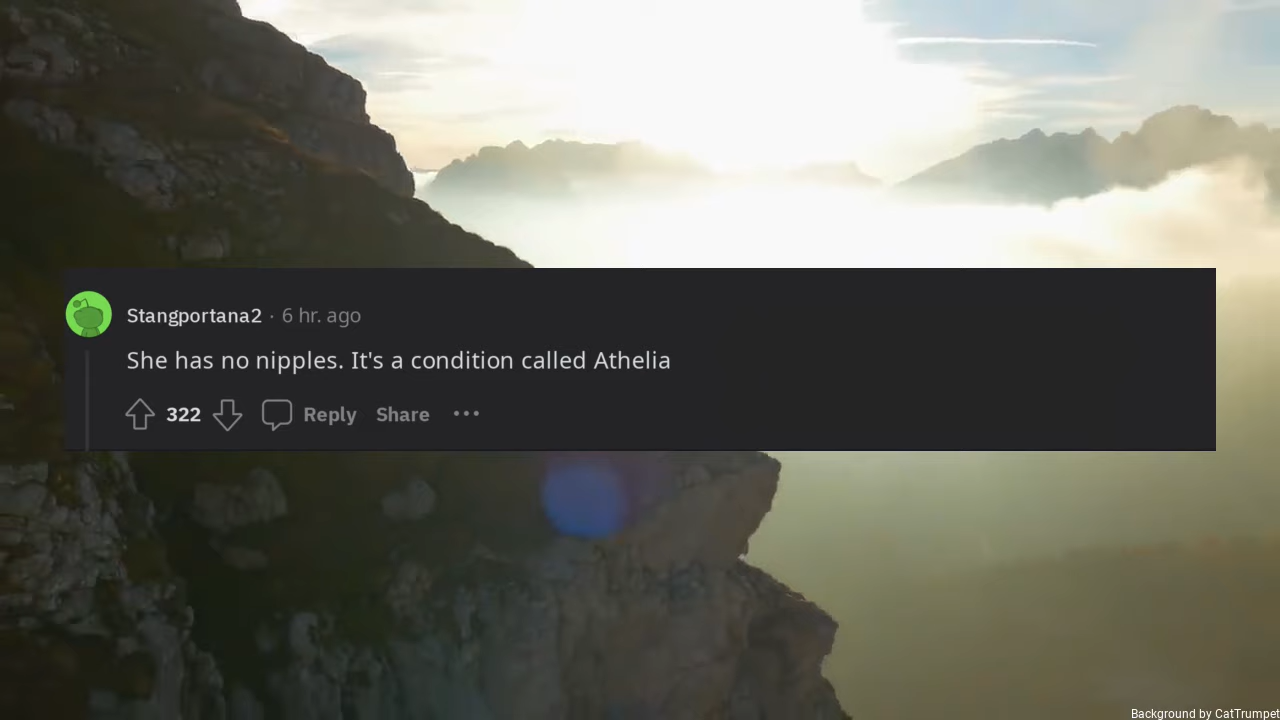 Stangportana2 · 6 hr. ago
She has no nipples. It's a condition called Athelia
322 Reply Share ...
Background by CatTrumpet